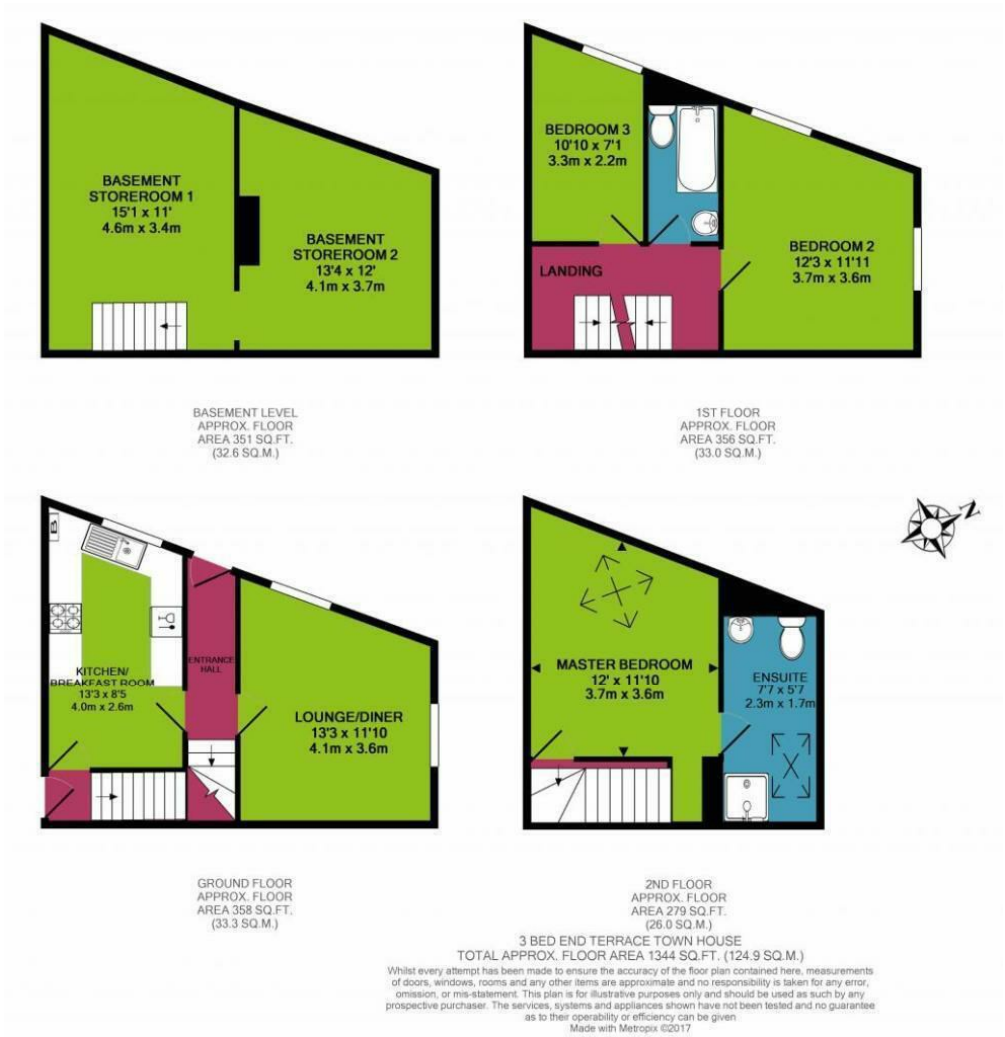 BASEMENT
STOREROOM 1
15'1 x 11'
4.6m x 3.4m
BASEMENT
STOREROOM 2
13'4 x 12'
4.1m x 3.7m
BASEMENT LEVEL
APPROX. FLOOR
AREA 351 SQ.FT.
(32.6 SQ.M.)
BEDROOM 3
10'10 x 7'1
3.3m x 2.2m
BEDROOM 2
12'3 x 11'11
3.7m x 3.6m
LANDING
1ST FLOOR
APPROX. FLOOR
AREA 356 SQ.FT.
(33.0 SQ.M.)
B
KITCHEN/
BREAKFAST ROOM
13'3 x 8'5
4.0m x 2.6m
ENTRANCE
HALL
LOUNGE/DINER
13'3 x 11'10
4.1m x 3.6m
GROUND FLOOR
APPROX. FLOOR
AREA 358 SQ.FT.
(33.3 SQ.M.)
N
MASTER BEDROOM
12' x 11'10
3.7m x 3.6m
ENSUITE
7'7 x 5'7
2.3m x 1.7m
2ND FLOOR
APPROX. FLOOR
AREA 279 SQ.FT.
(26.0 SQ.M.)
3 BED END TERRACE TOWN HOUSE
TOTAL APPROX. FLOOR AREA 1344 SQ.FT. (124.9 SQ.M.)
Whilst every attempt has been made to ensure the accuracy of the floor plan contained here, measurements
of doors, windows, rooms and any other items are approximate and no responsibility is taken for any error,
omission, or mis-statement. This plan is for illustrative purposes only and should be used as such by any
prospective purchaser. The services, systems and appliances shown have not been tested and no guarantee
as to their operability or efficiency can be given
Made with Metropix ©2017